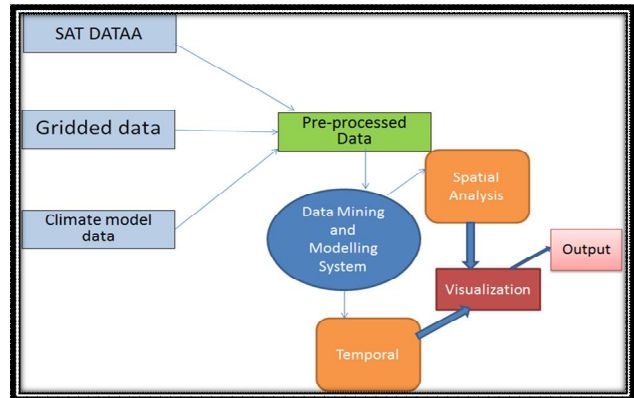 SAT DATAA
Gridded data
Climate model
data
Pre-processed
Data
Data Mining
and
Modelling
System
Spatial
Analysis
Temporal
Visualization
Output